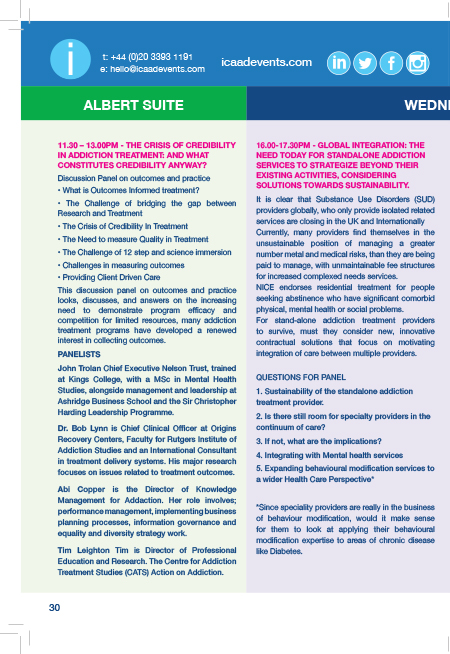 i
t: +44 (0)20 3393 1191
e: hello@icaadevents.com
icaadevents.com
in
f
ALBERT SUITE
WEDN
11.30 – 13.00PM - THE CRISIS OF CREDIBILITY
IN ADDICTION TREATMENT: AND WHAT
CONSTITUTES CREDIBILITY ANYWAY?
Discussion Panel on outcomes and practice
• What is Outcomes Informed treatment?
• The Challenge of bridging the gap between
Research and Treatment
• The Crisis of Credibility In Treatment
• The Need to measure Quality in Treatment
• The Challenge of 12 step and science immersion
• Challenges in measuring outcomes
• Providing Client Driven Care
This discussion panel on outcomes and practice
looks, discusses, and answers on the increasing
need to demonstrate program efficacy and
competition for limited resources, many addiction
treatment programs have developed a renewed
interest in collecting outcomes.
PANELISTS
John Trolan Chief Executive Nelson Trust, trained
at Kings College, with a MSc in Mental Health
Studies, alongside management and leadership at
Ashridge Business School and the Sir Christopher
Harding Leadership Programme.
Dr. Bob Lynn is Chief Clinical Officer at Origins
Recovery Centers, Faculty for Rutgers Institute of
Addiction Studies and an International Consultant
in treatment delivery systems. His major research
focuses on issues related to treatment outcomes.
Abi Copper is the Director of Knowledge
Management for Addaction. Her role involves;
performance management, implementing business
planning processes, information governance and
equality and diversity strategy work.
Tim Leighton Tim is Director of Professional
Education and Research. The Centre for Addiction
Treatment Studies (CATS) Action on Addiction.
16.00-17.30PM - GLOBAL INTEGRATION: THE
NEED TODAY FOR STANDALONE ADDICTION
SERVICES TO STRATEGIZE BEYOND THEIR
EXISTING ACTIVITIES, CONSIDERING
SOLUTIONS TOWARDS SUSTAINABILITY.
It is clear that Substance Use Disorders (SUD)
providers globally, who only provide isolated related
services are closing in the UK and Internationally
Currently, many providers find themselves in the
unsustainable position of managing a greater
number metal and medical risks, than they are being
paid to manage, with unmaintainable fee structures
for increased complexed needs services.
NICE endorses residential treatment for people
seeking abstinence who have significant comorbid
physical, mental health or social problems.
For stand-alone addiction treatment providers
to survive, must they consider new, innovative
contractual solutions that focus on motivating
integration of care between multiple providers.
QUESTIONS FOR PANEL
1. Sustainability of the standalone addiction
treatment provider.
2. Is there still room for specialty providers in the
continuum of care?
3. If not, what are the implications?
4. Integrating with Mental health services
5. Expanding behavioural modification services to
a wider Health Care Perspective*
*Since speciality providers are really in the business
of behaviour modification, would it make sense
for them to look at applying their behavioural
modification expertise to areas of chronic disease
like Diabetes.
30